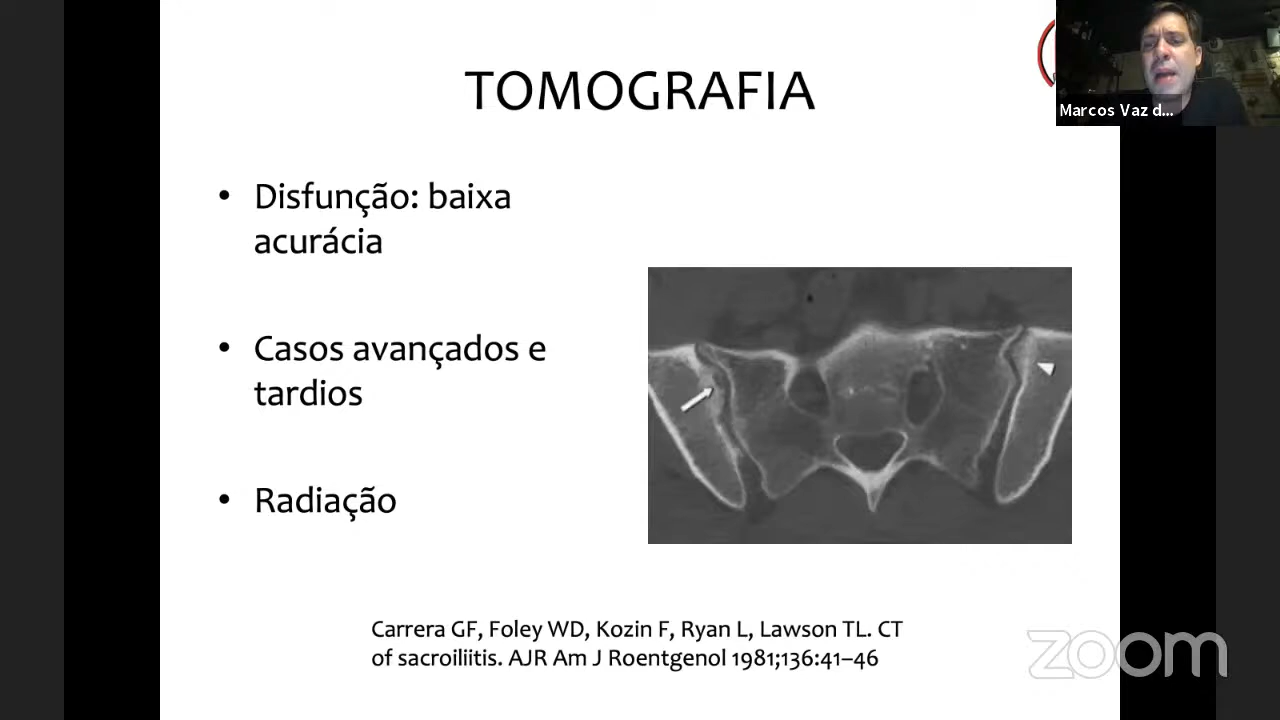 TOMOGRAFIA
Marcos Vaz d...
• Disfunção: baixa
acurácia
• Casos avançados e
tardios
• Radiação
Carrera GF, Foley WD, Kozin F, Ryan L, Lawson TL. CT
of sacroiliitis. AJR Am J Roentgenol 1981;136:41–46
zoom